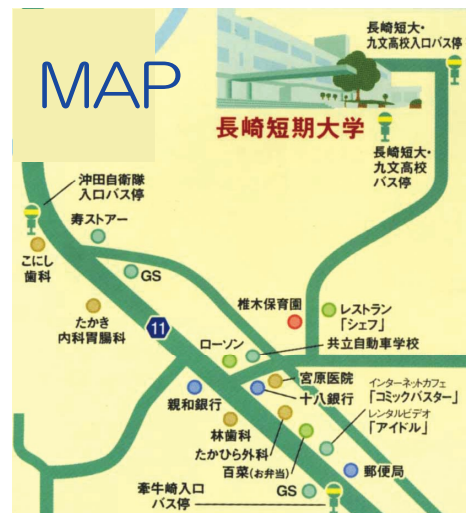 MAP
長崎短大・
九文高校入口バス停
長崎短期大学
長崎短大・
九文高校
バス停
沖田自衛隊
入口バス停
寿ストアー
こにし
歯科
GS
たかき
内科胃腸科
11
椎木保育園
レストラン
「シェフ」
ローソン
共立自動車学校
宮原医院
十八銀行
親和銀行
インターネットカフェ
「コミックバスター」
レンタルビデオ
「アイドル」
林歯科
たかひら外科
百菜(お弁当)
郵便局
牽牛崎入口
バス停
GS